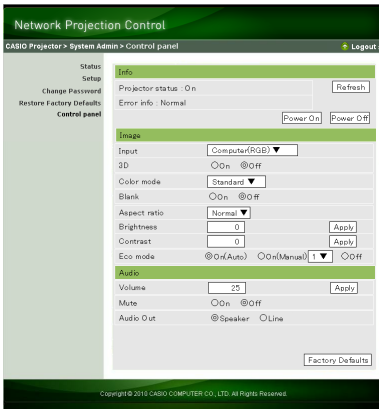 Network Projection Control
CASIO Projector > System Admin > Control panel
Logout
Status
Setup
Change Password
Restore Factory Defaults
Control panel
Info
Projector status : On
Refresh
Error info : Normal
Power On Power Off
Image
Input Computer(RGB) ▼
3D On Off
Color mode Standard ▼
Blank On Off
Aspect ratio Normal ▼
Brightness 0 Apply
Contrast 0 Apply
Eco mode On(Auto) On(Manual) 1 ▼ Off
Audio
Volume 25 Apply
Mute On Off
Audio Out Speaker Line
Factory Defaults
Copyright © 2010 CASIO COMPUTER CO., LTD. All Rights Reserved.